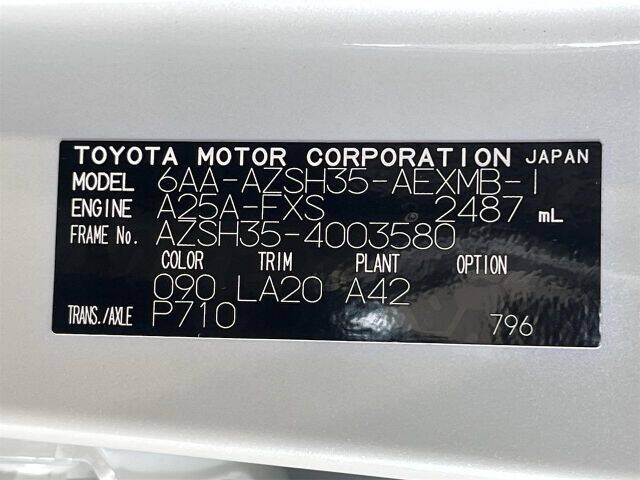 TOYOTA MOTOR CORPORATION JAPAN
MODEL 6AA-AZSH35-AEXMB-I
ENGINE A25A-FXS 2487 mL
FRAME No. AZSH35-4003580
COLOR TRIM PLANT OPTION
090 LA20 A42
TRANS./AXLE P710
796